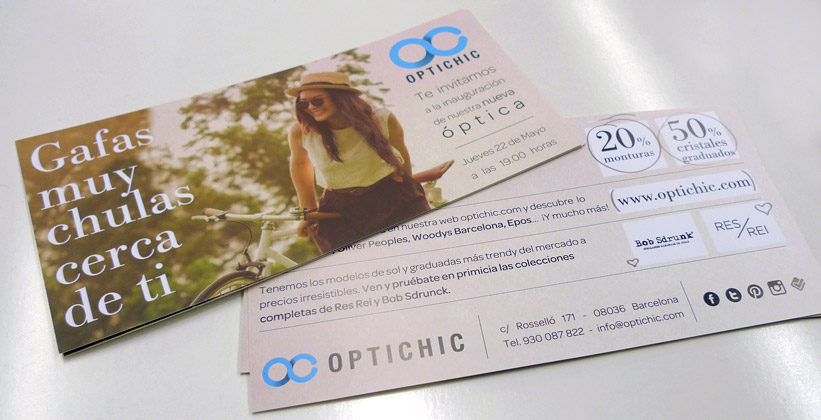 Gafas
muy
chulas
cerca
de ti
OPTICHIC
Te invitamos
a la inauguración
de nuestra nueva
óptica
Jueves 22 de Mayo
a las 19.00 horas
20%
monturas
50%
cristales
graduados
en nuestra web optichic.com y descubre lo
Oliver Peoples, Woodys Barcelona, Epos... ¡Y mucho más!
www.optichic.com
Tenemos los modelos de sol y graduadas más trendy del mercado a
precios irresistibles. Ven y pruébate en primicia las colecciones
completas de Res Rei y Bob Sdrunck.
Bob Sdrunk
RES/
REI
OPTICHIC
c/ Rosselló 171 - 08036 Barcelona
Tel. 930 087 822 - info@optichic.com